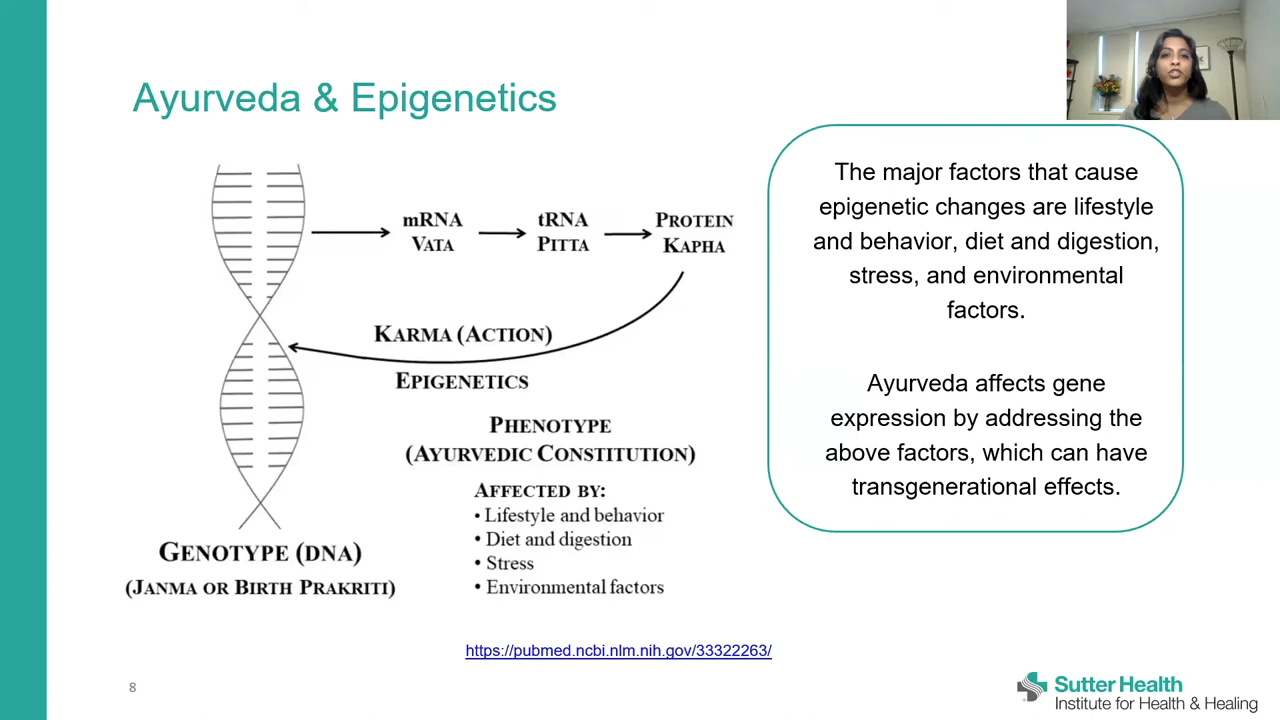 Ayurveda & Epigenetics
mRNA
VATA
tRNA
PITTA
PROTEIN
KAPHA
KARMA (ACTION)
EPIGENETICS
PHENOTYPE
(AYURVEDIC CONSTITUTION)
AFFECTED BY:
• Lifestyle and behavior
• Diet and digestion
• Stress
• Environmental factors
GENOTYPE (DNA)
(JANMA OR BIRTH PRAKRITI)
The major factors that cause
epigenetic changes are lifestyle
and behavior, diet and digestion,
stress, and environmental
factors.
Ayurveda affects gene
expression by addressing the
above factors, which can have
transgenerational effects.
https://pubmed.ncbi.nlm.nih.gov/33322263/
8
Sutter Health
Institute for Health & Healing